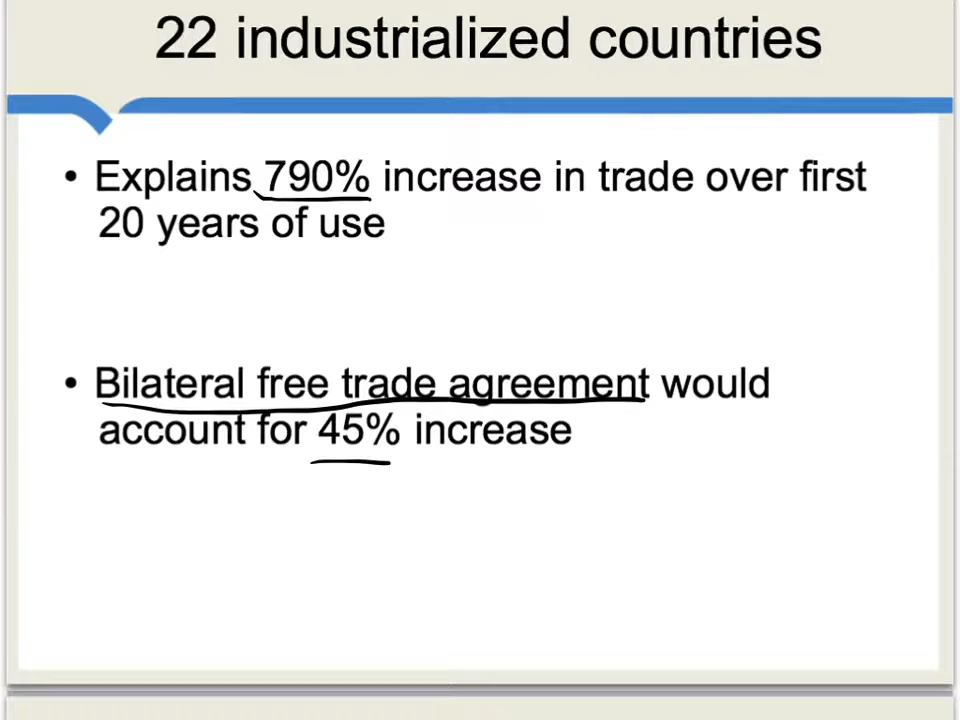 22 industrialized countries
• Explains 790% increase in trade over first
20 years of use
• Bilateral free trade agreement would
account for 45% increase